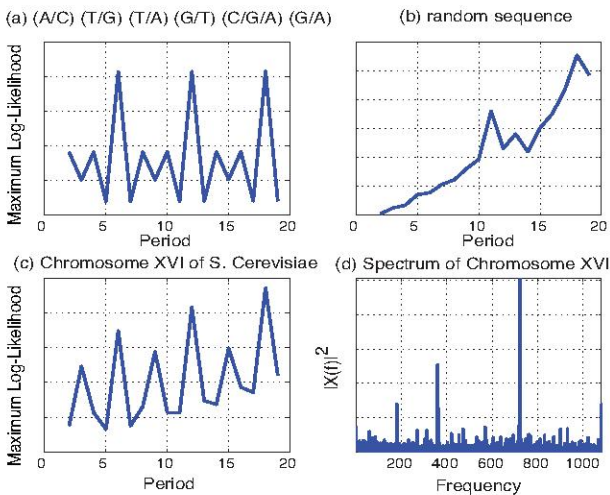 (a) (A/C) (T/G) (T/A) (G/T) (C/G/A) (G/A)
(b) random sequence
Maximum Log-Likelihood
0 5 10 15 20
Period
0 5 10 15 20
Period
(c) Chromosome XVI of S. Cerevisiae
(d) Spectrum of Chromosome XVI
Maximum Log-Likelihood
|X(f)|²
0 5 10 15 20
Period
200 400 600 800 1000
Frequency